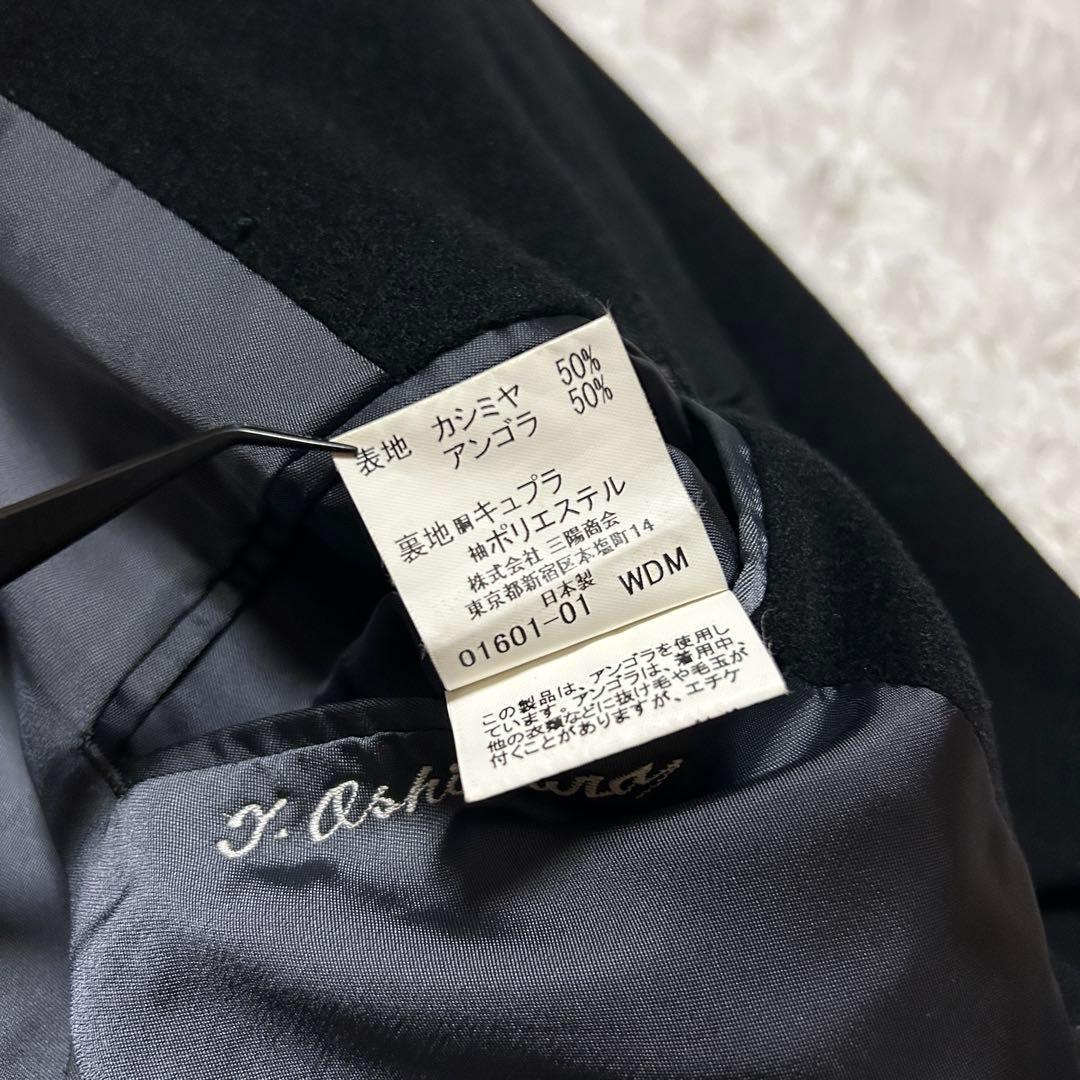 表地 カシミヤ 50%
アンゴラ 50%
裏地 胴キュプラ
袖ポリエステル
株式会社 三陽商会
東京都新宿区本塩町14
日本製
01601-01 WDM
この製品は、アンゴラを使用し
ています。アンゴラは、着用中、
他の衣類などに抜け毛や毛玉が
付くことがありますが、エチケ